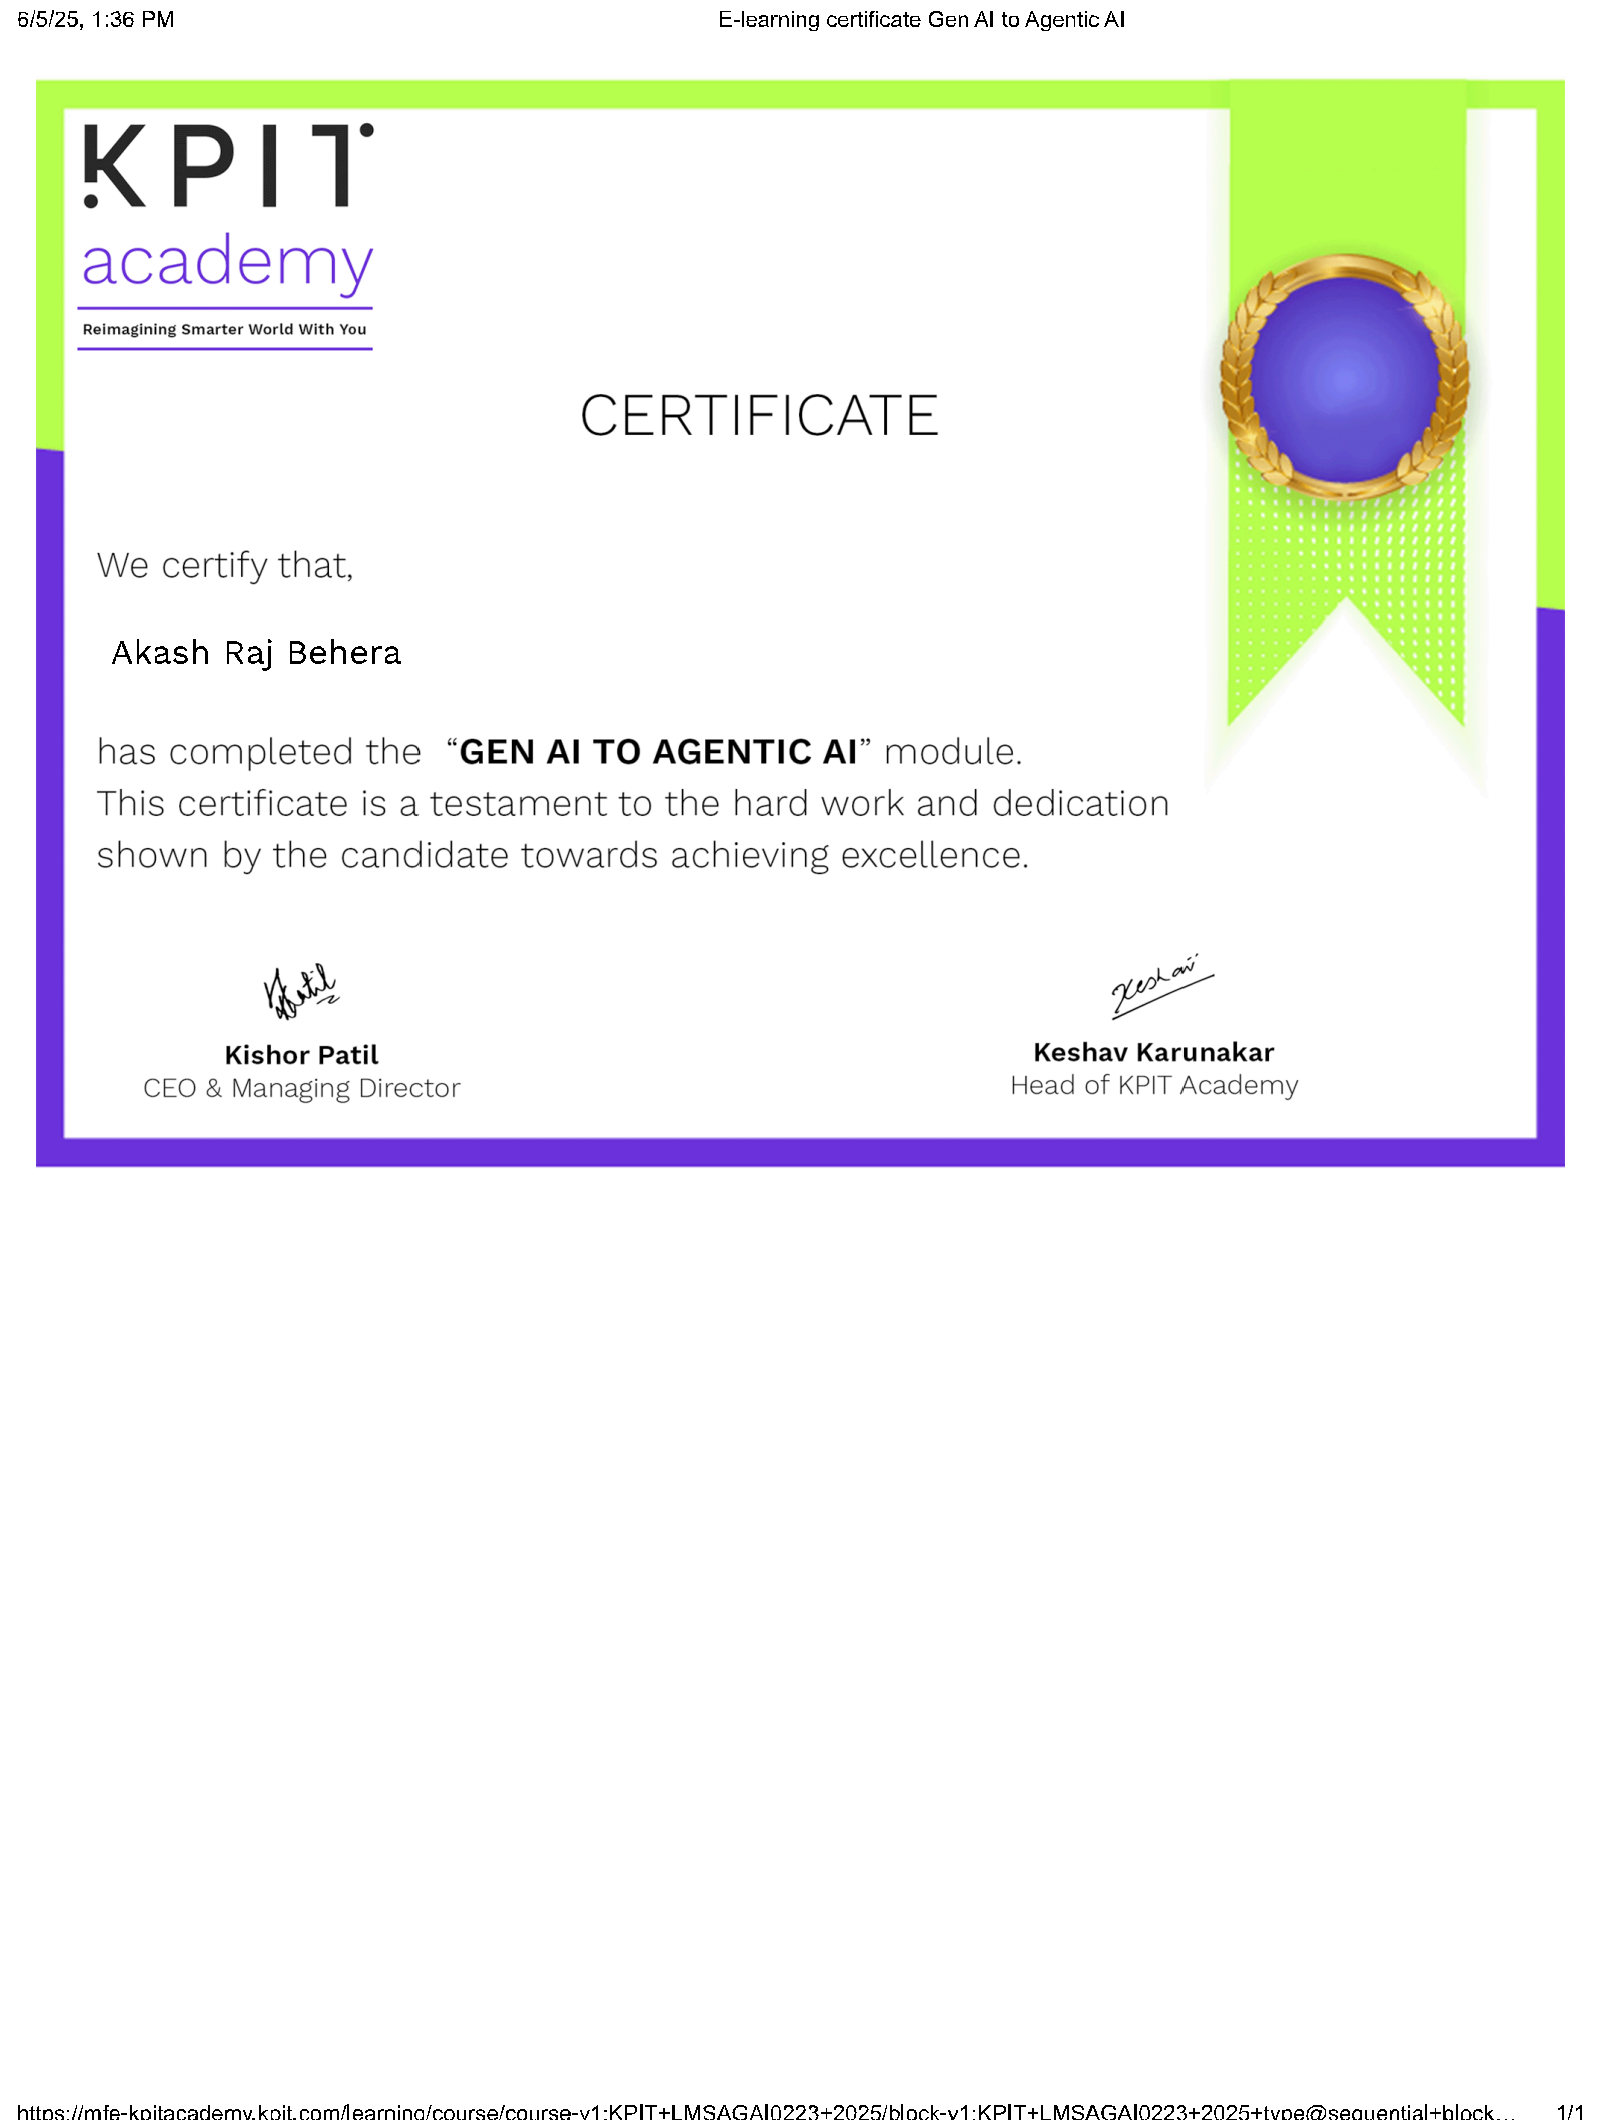 6/5/25, 1:36 PM
E-learning certificate Gen AI to Agentic AI
KPIT
academy
Reimagining Smarter World With You
CERTIFICATE
We certify that,
Akash Raj Behera
has completed the “GEN AI TO AGENTIC AI” module.
This certificate is a testament to the hard work and dedication
shown by the candidate towards achieving excellence.
Patil
Keshav
Kishor Patil
CEO & Managing Director
Keshav Karunakar
Head of KPIT Academy
https://mfe-kpitacademy.kpit.com/learning/course/course-v1:KPIT+LMSAGAI0223+2025/block-v1:KPIT+LMSAGAI0223+2025+type@sequential+block…
1/1